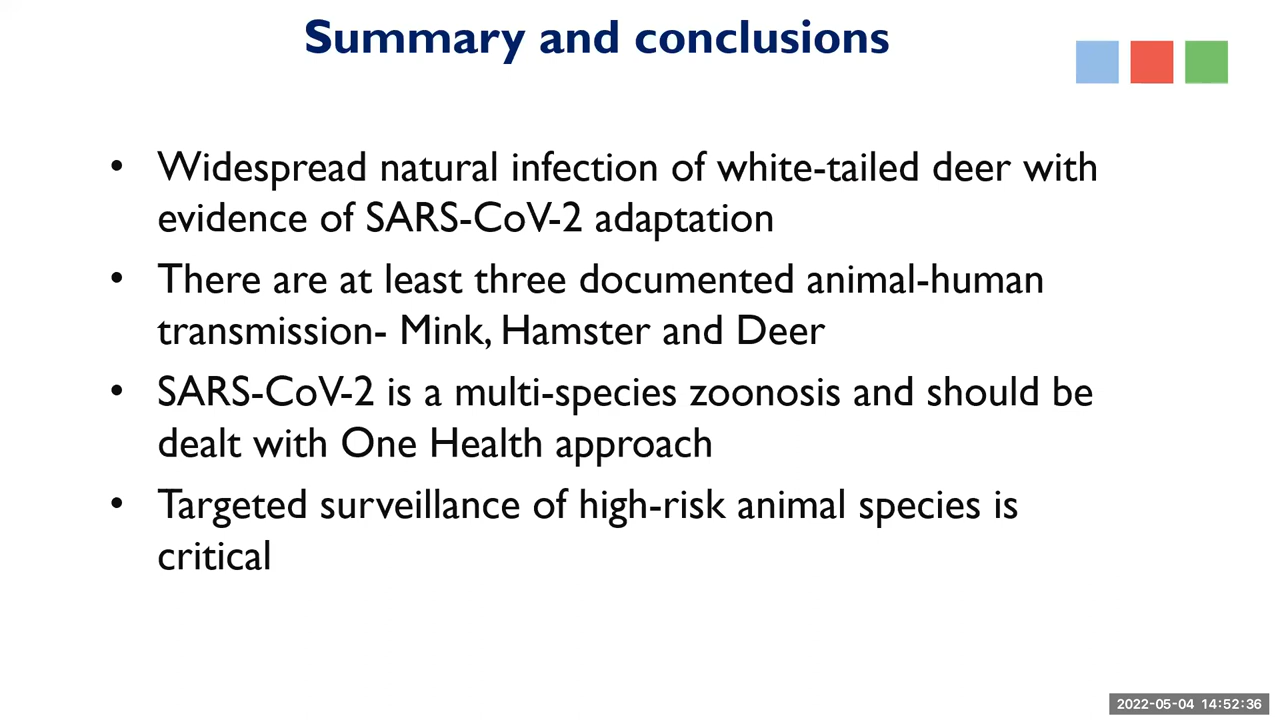 Summary and conclusions
• Widespread natural infection of white-tailed deer with
evidence of SARS-CoV-2 adaptation
• There are at least three documented animal-human
transmission- Mink, Hamster and Deer
• SARS-CoV-2 is a multi-species zoonosis and should be
dealt with One Health approach
• Targeted surveillance of high-risk animal species is
critical
2022-05-04 14:52:36